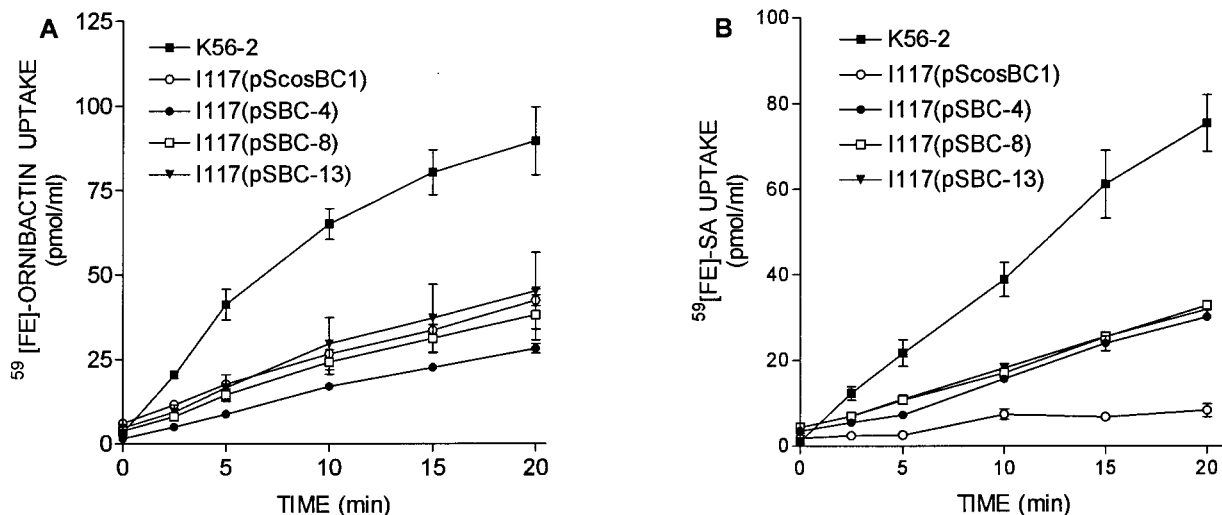 A
K56-2
I117(pScosBC1)
I117(pSBC-4)
I117(pSBC-8)
I117(pSBC-13)
59 [FE]-ORNIBACTIN UPTAKE
(pmol/ml)
125
100
75
50
25
0
0 5 10 15 20
TIME (min)
B
K56-2
I117(pScosBC1)
I117(pSBC-4)
I117(pSBC-8)
I117(pSBC-13)
59[FE]-SA UPTAKE
(pmol/ml)
100
80
60
40
20
0
0 5 10 15 20
TIME (min)